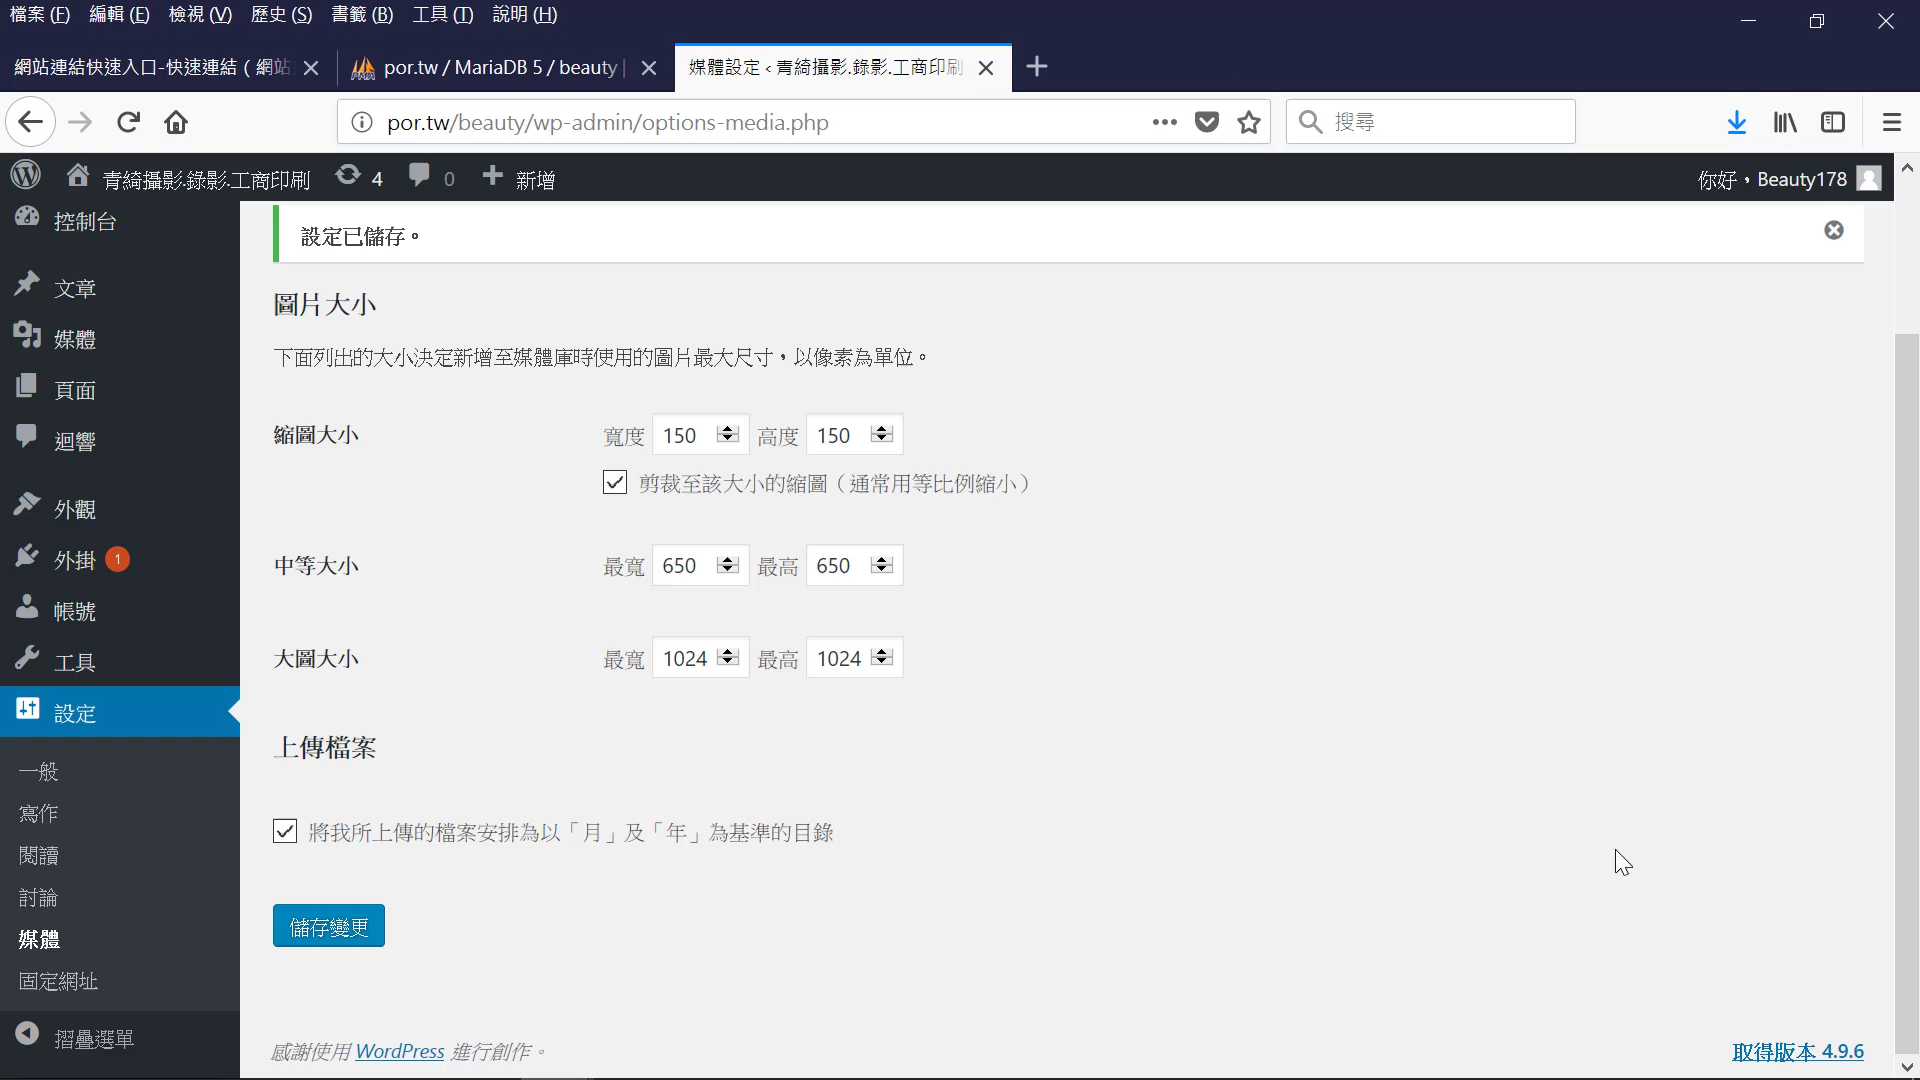 檔案 (F) 編輯 (E) 檢視 (V) 歷史 (S) 書籤 (B) 工具 (T) 說明 (H)
網站連結快速入口-快速連結 ( 網站
por.tw / MariaDB 5 / beauty |
媒體設定 ‹ 青綺攝影.錄影.工商印刷
por.tw/beauty/wp-admin/options-media.php
搜尋
青綺攝影.錄影.工商印刷 4 0 新增
你好，Beauty178
控制台
文章
媒體
頁面
迴響
外觀
外掛 1
帳號
工具
設定
一般
寫作
閱讀
討論
媒體
固定網址
摺疊選單
設定已儲存。
圖片大小
下面列出的大小決定新增至媒體庫時使用的圖片最大尺寸，以像素為單位。
縮圖大小 寬度 150 高度 150
剪裁至該大小的縮圖（通常用等比例縮小）
中等大小 最寬 650 最高 650
大圖大小 最寬 1024 最高 1024
上傳檔案
將我所上傳的檔案安排為以「月」及「年」為基準的目錄
儲存變更
感謝使用 WordPress 進行創作。
取得版本 4.9.6